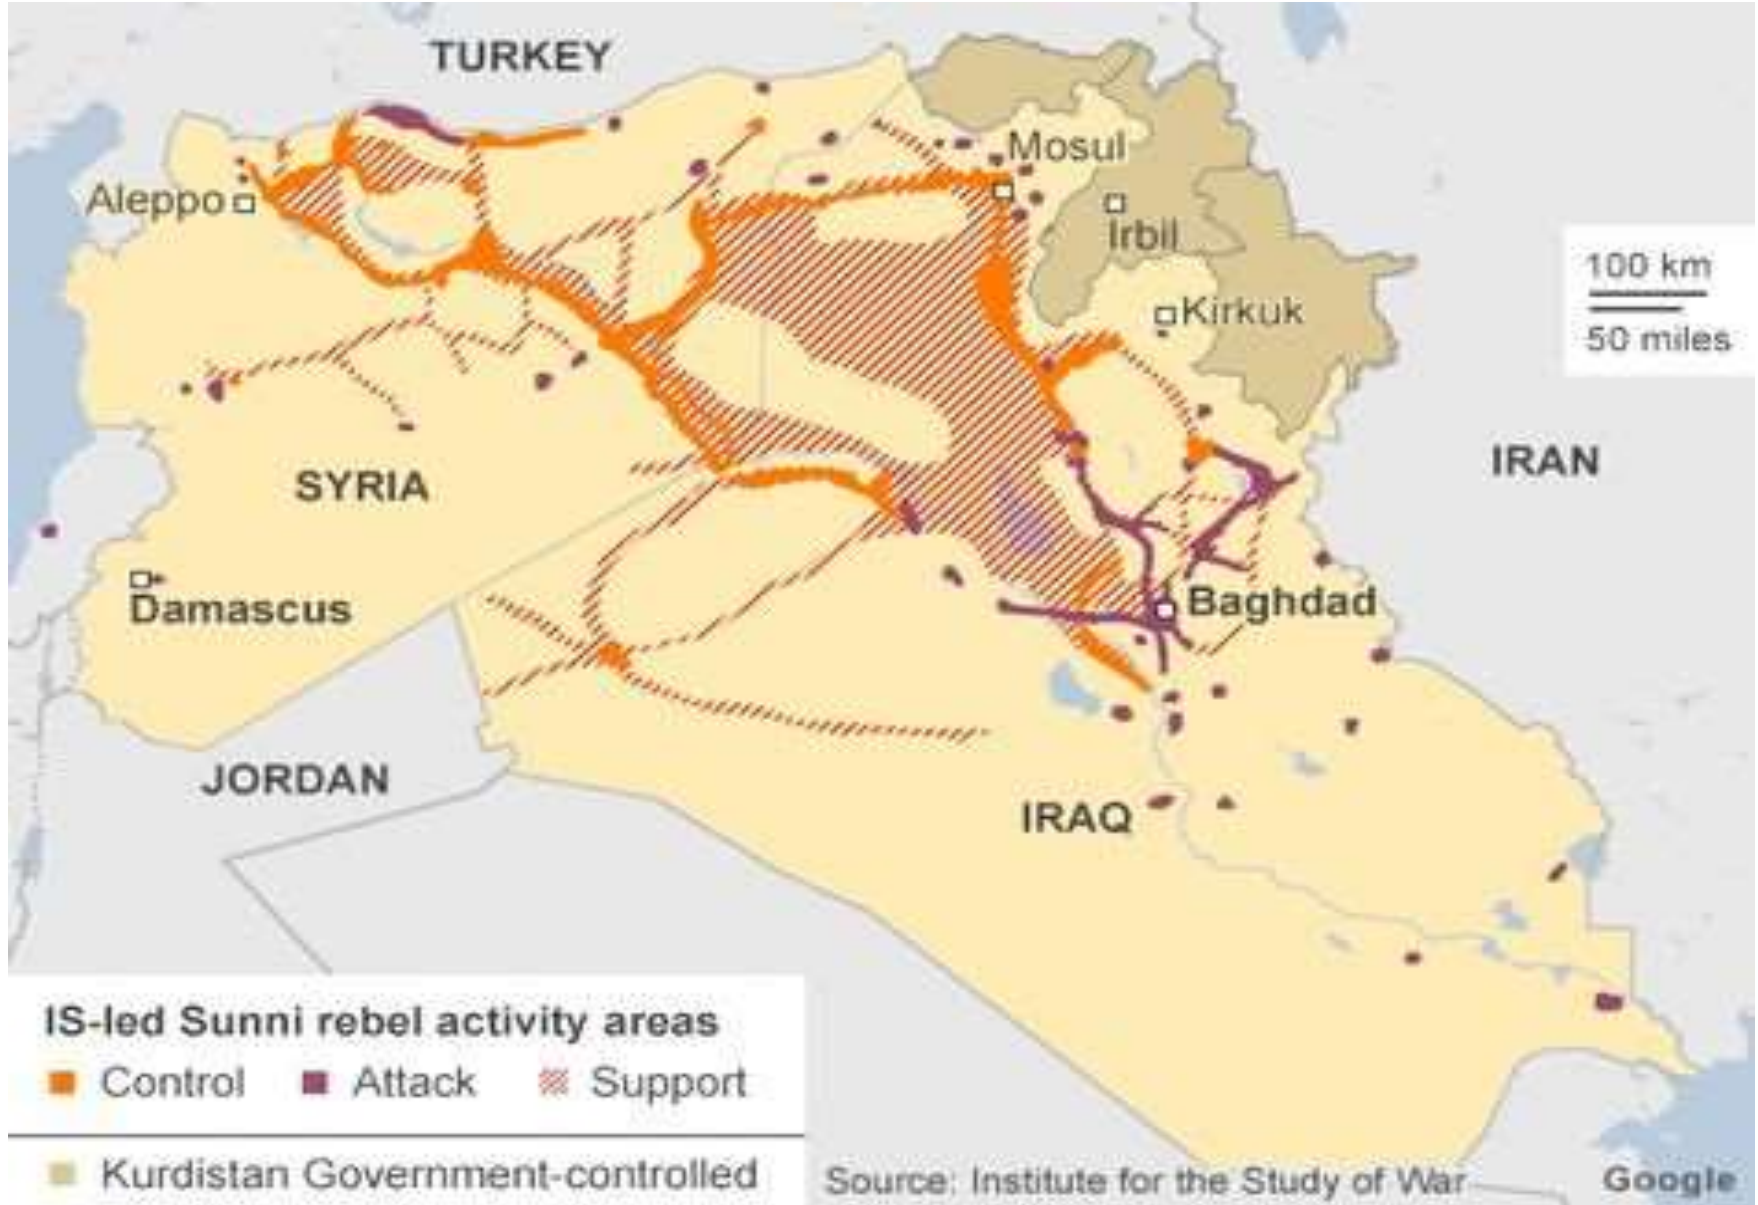 TURKEY
Mosul
Aleppo
Irbil
100 km
Kirkuk
50 miles
IRAN
SYRIA
Damascus
Baghdad
JORDAN
IRAQ
IS-led Sunni rebel activity areas
Control Attack Support
Kurdistan Government-controlled
Source: Institute for the Study of War
Google